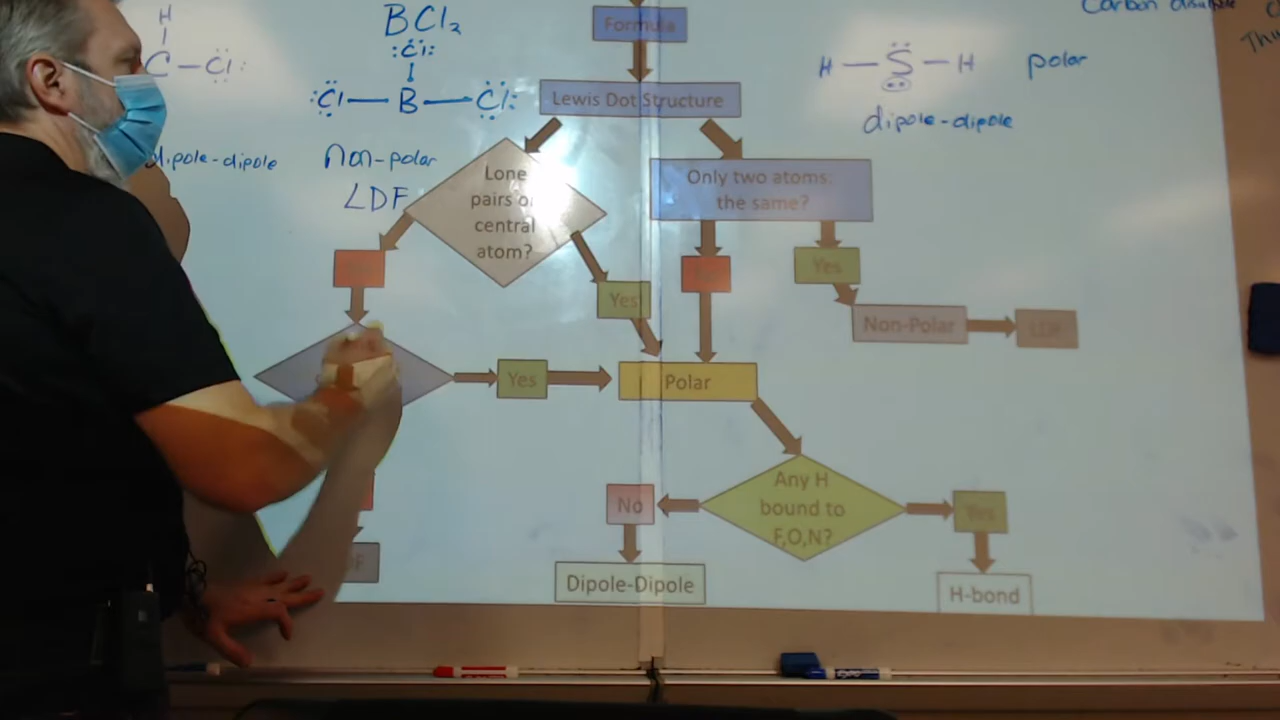 H
C – Cl:
dipole-dipole
BCl₃
:Cl:
:Cl — B — Cl:
Non-polar
LDF
Formula
Lewis Dot Structure
Lone
pairs on
central
atom?
Only two atoms:
the same?
Yes
Yes
Non-Polar
LDF
Yes
Polar
Any H
bound to
F,O,N?
No
Yes
Dipole-Dipole
H-bond
H — S — H
polar
dipole-dipole
Carbon